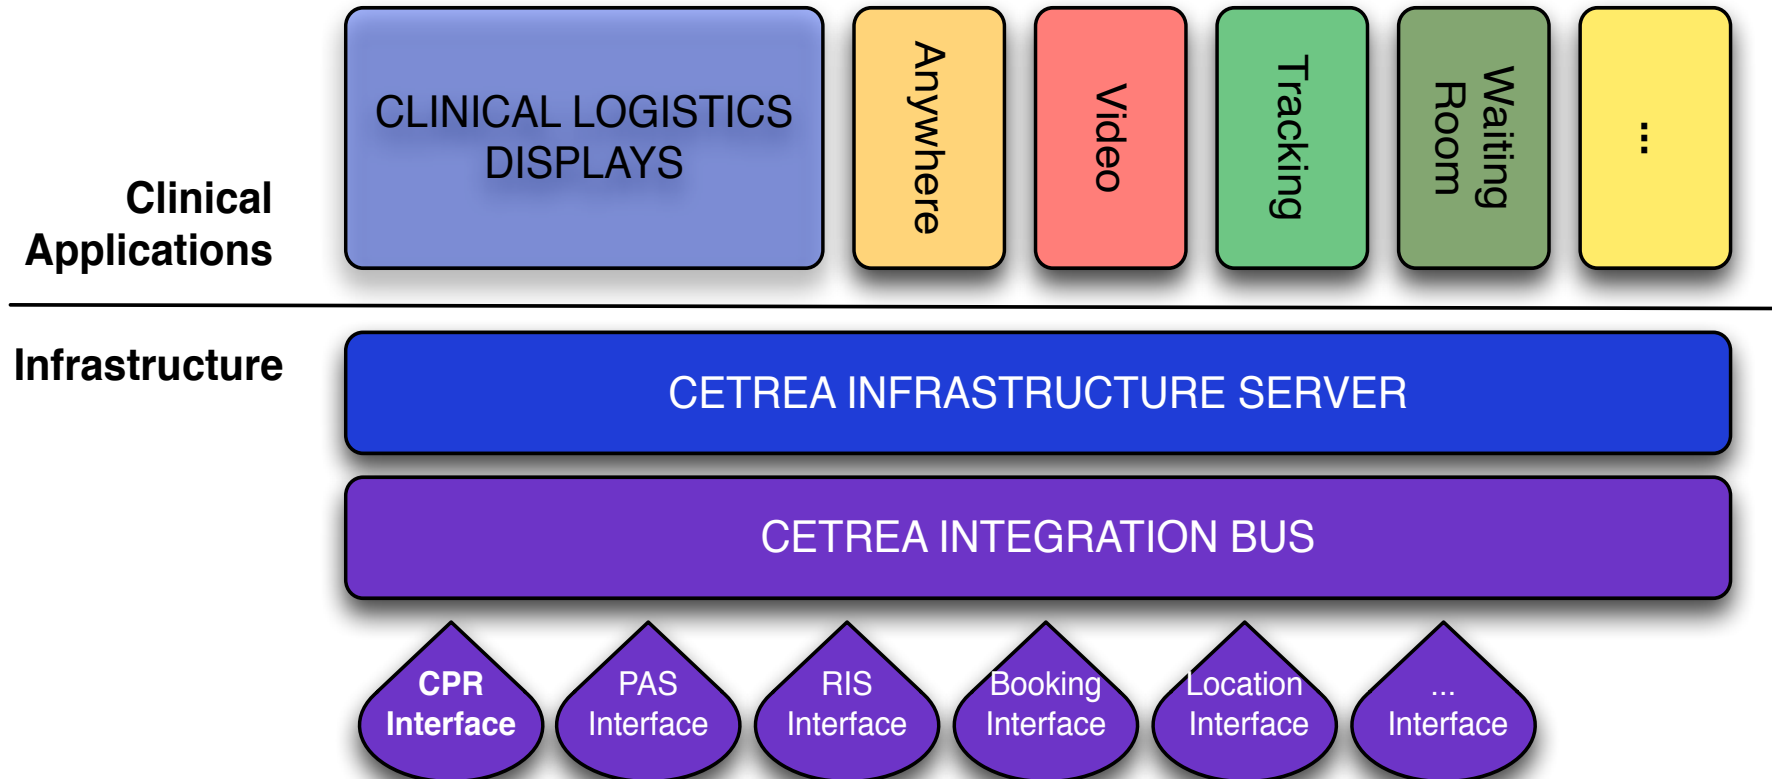 CLINICAL LOGISTICS
DISPLAYS
Anywhere
Video
Tracking
Waiting
Room
...
Clinical
Applications
Infrastructure
CETREA INFRASTRUCTURE SERVER
CETREA INTEGRATION BUS
CPR
Interface
PAS
Interface
RIS
Interface
Booking
Interface
Location
Interface
...
Interface